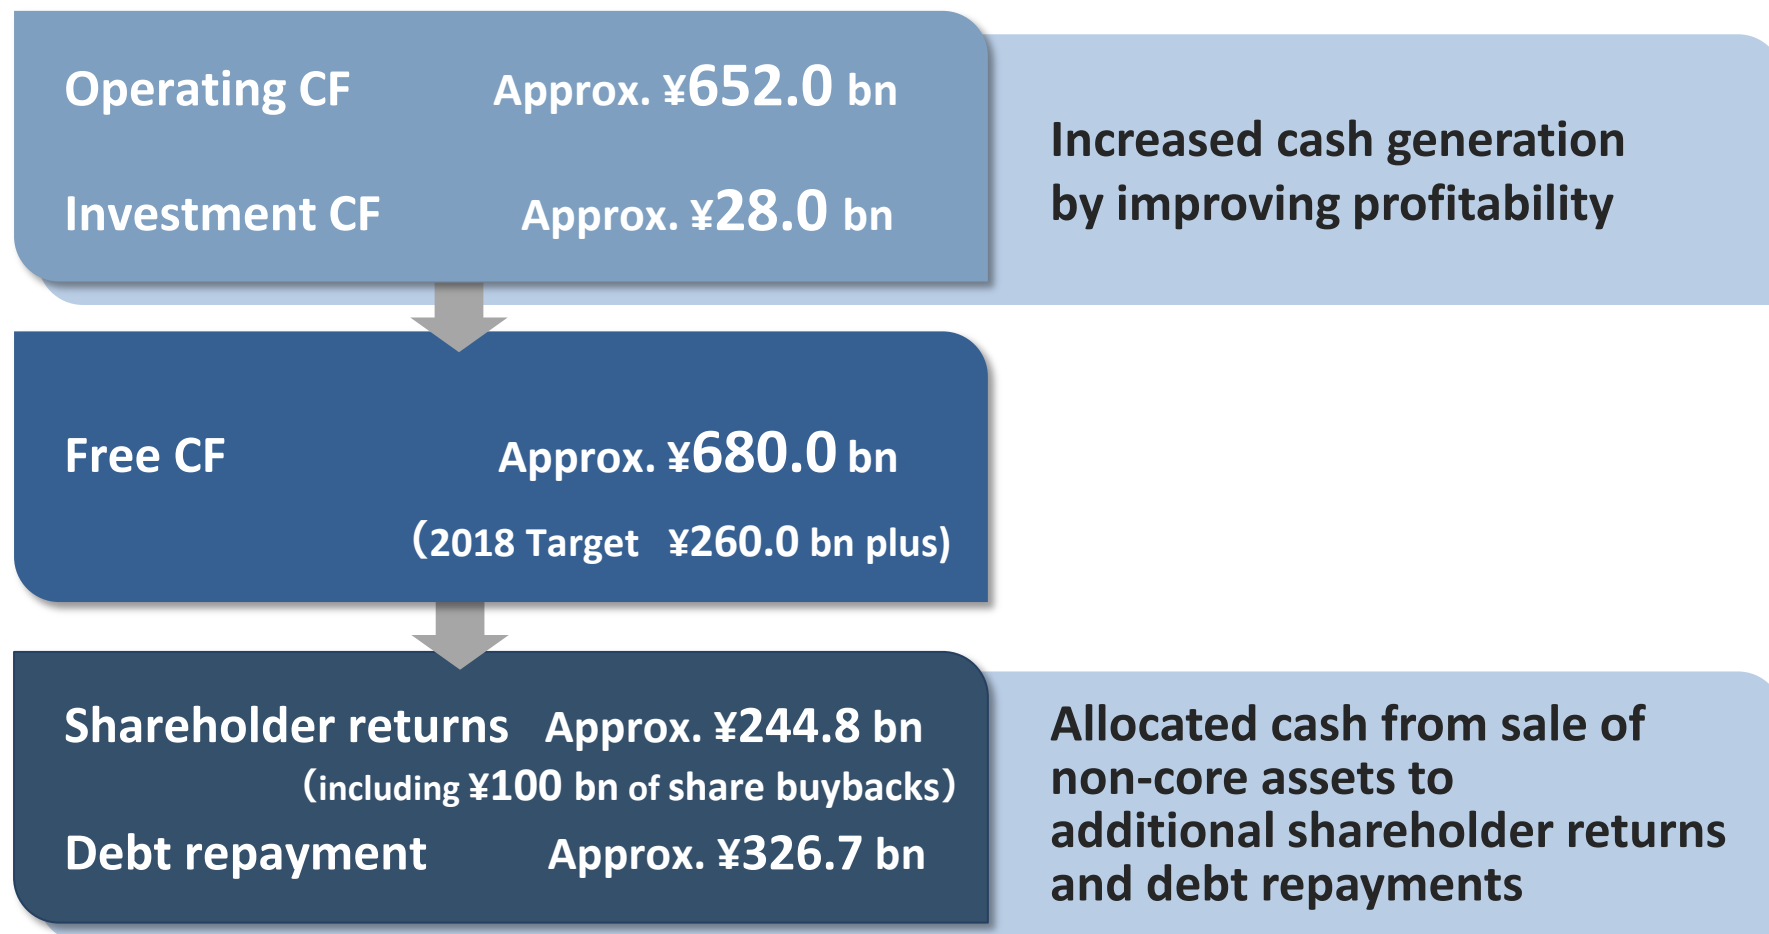 Operating CF Approx. ¥652.0 bn
Investment CF Approx. ¥28.0 bn
Increased cash generation
by improving profitability
Free CF Approx. ¥680.0 bn
（2018 Target ¥260.0 bn plus)
Shareholder returns Approx. ¥244.8 bn
（including ¥100 bn of share buybacks）
Debt repayment Approx. ¥326.7 bn
Allocated cash from sale of
non-core assets to
additional shareholder returns
and debt repayments